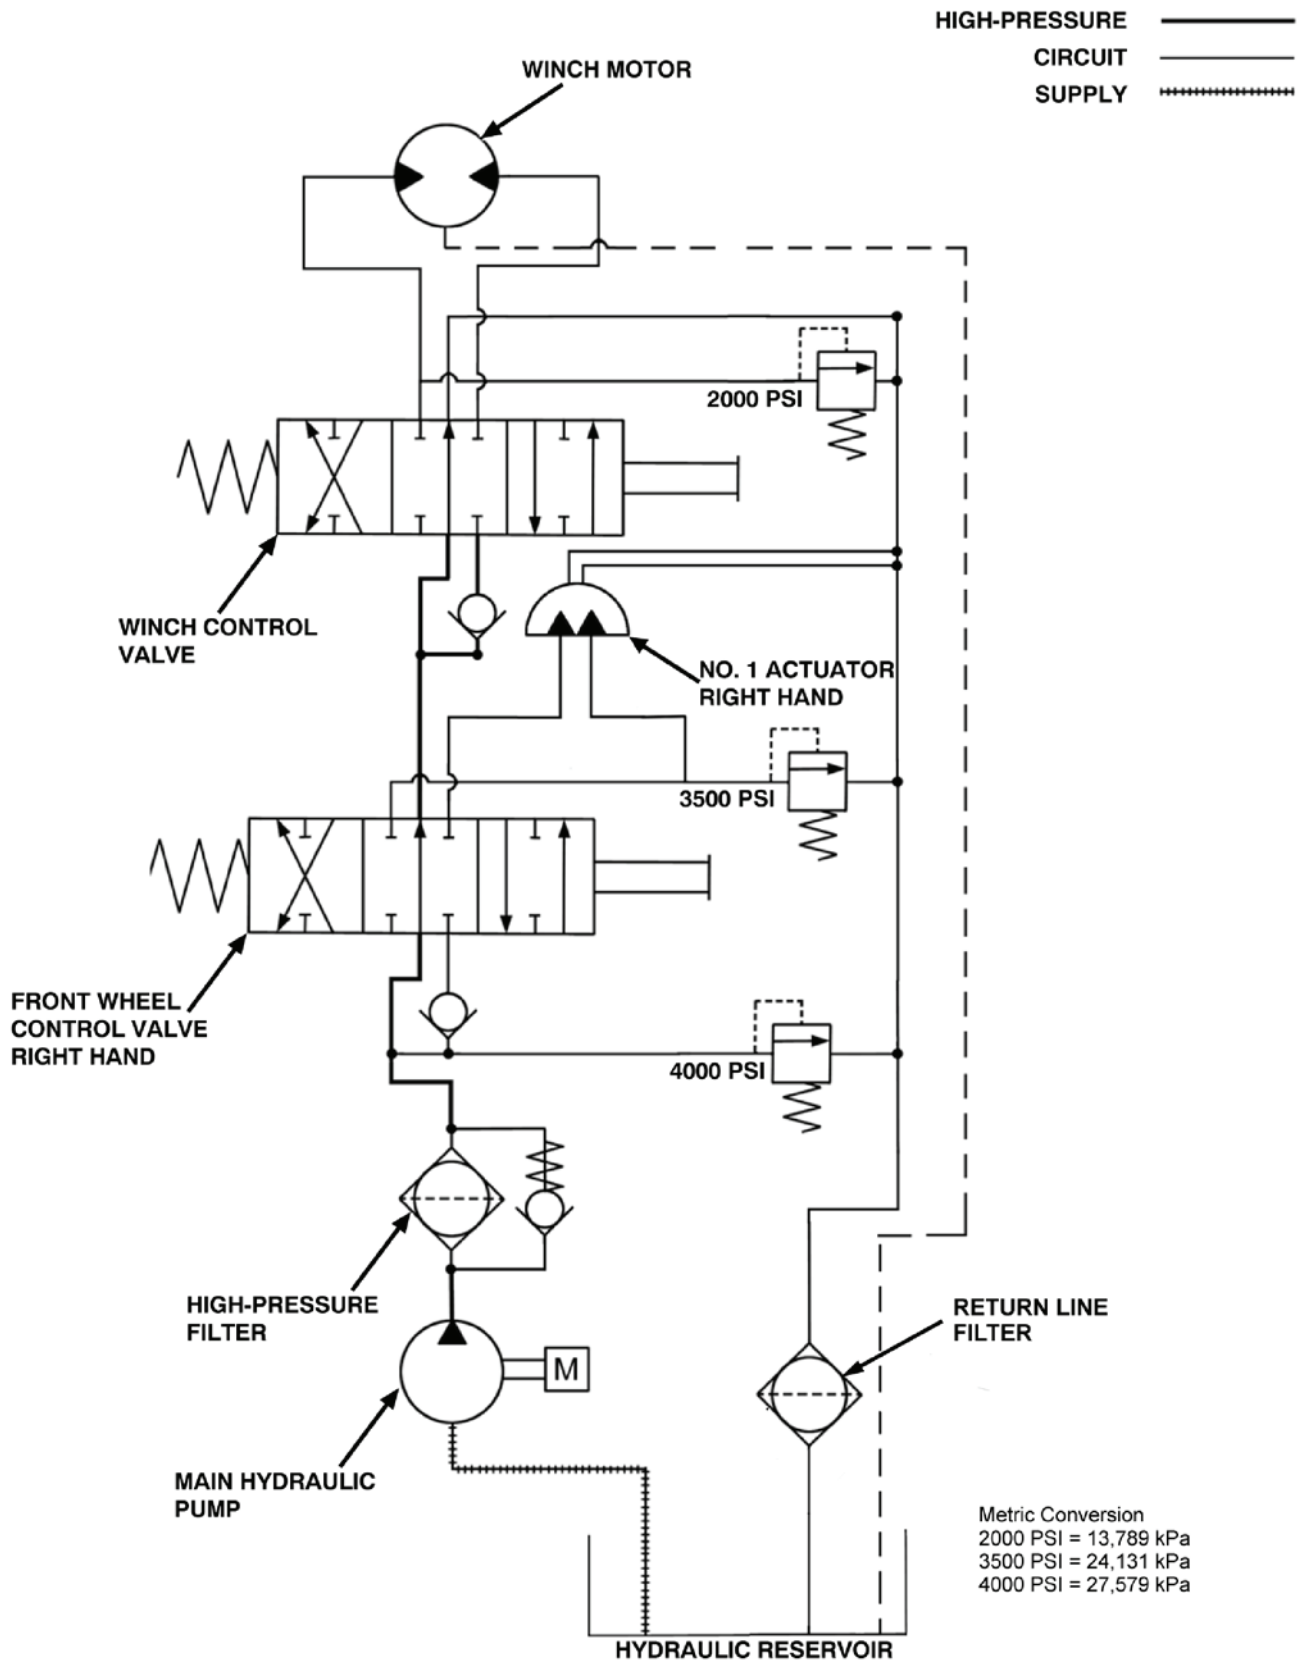 HIGH-PRESSURE
CIRCUIT
SUPPLY
WINCH MOTOR
2000 PSI
WINCH CONTROL
VALVE
NO. 1 ACTUATOR
RIGHT HAND
3500 PSI
FRONT WHEEL
CONTROL VALVE
RIGHT HAND
4000 PSI
HIGH-PRESSURE
FILTER
RETURN LINE
FILTER
M
MAIN HYDRAULIC
PUMP
Metric Conversion
2000 PSI = 13,789 kPa
3500 PSI = 24,131 kPa
4000 PSI = 27,579 kPa
HYDRAULIC RESERVOIR